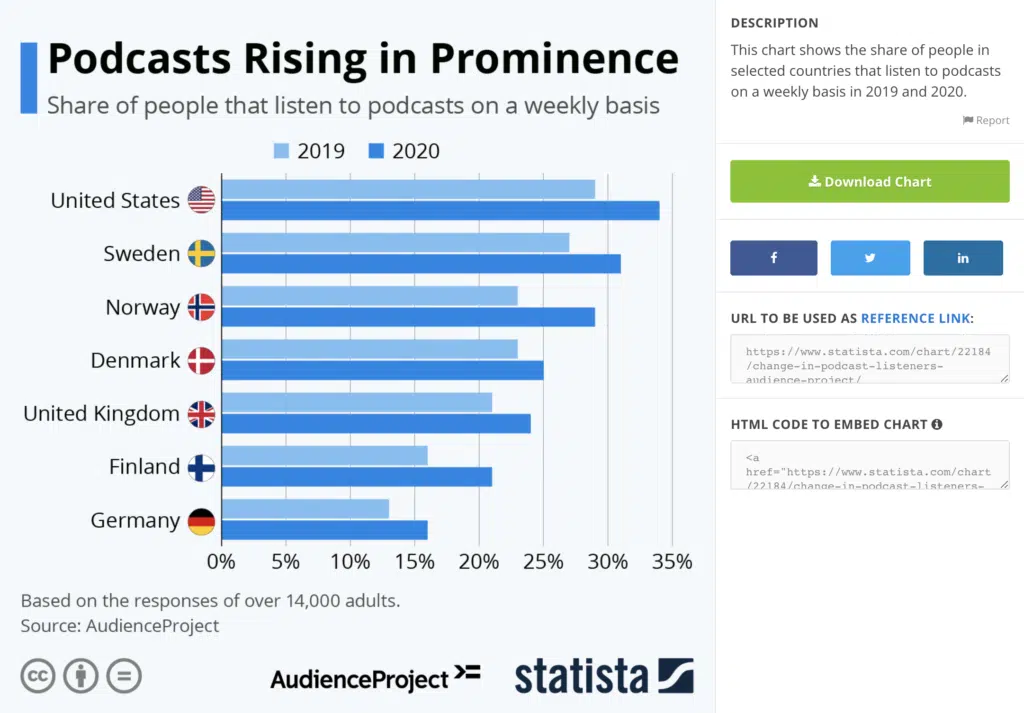 Podcasts Rising in Prominence
Share of people that listen to podcasts on a weekly basis
2019 2020
United States
Sweden
Norway
Denmark
United Kingdom
Finland
Germany
0% 5% 10% 15% 20% 25% 30% 35%
Based on the responses of over 14,000 adults.
Source: AudienceProject
cc
AudienceProject
statista
DESCRIPTION
This chart shows the share of people in
selected countries that listen to podcasts
on a weekly basis in 2019 and 2020.
Report
Download Chart
f
in
URL TO BE USED AS REFERENCE LINK:
https://www.statista.com/chart/22184
/change-in-podcast-listeners-
audience-project/
HTML CODE TO EMBED CHART
<a
href="https://www.statista.com/chart
/22184/change-in-podcast-listeners-